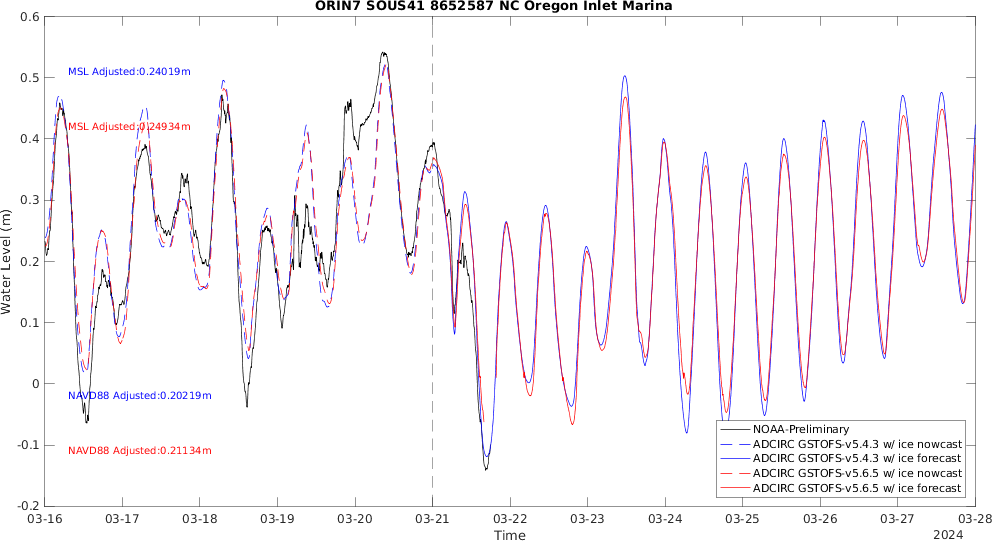 ORIN7 SOUS41 8652587 NC Oregon Inlet Marina
0.6
0.5
0.4
0.3
0.2
0.1
0
-0.1
-0.2
Water Level (m)
MSL Adjusted:0.24019m
MSL Adjusted:0.24934m
NAVD88 Adjusted:0.20219m
NAVD88 Adjusted:0.21134m
NOAA-Preliminary
ADCIRC GSTOFS-v5.4.3 w/ ice nowcast
ADCIRC GSTOFS-v5.4.3 w/ ice forecast
ADCIRC GSTOFS-v5.6.5 w/ ice nowcast
ADCIRC GSTOFS-v5.6.5 w/ ice forecast
03-16 03-17 03-18 03-19 03-20 03-21 03-22 03-23 03-24 03-25 03-26 03-27 03-28
Time
2024